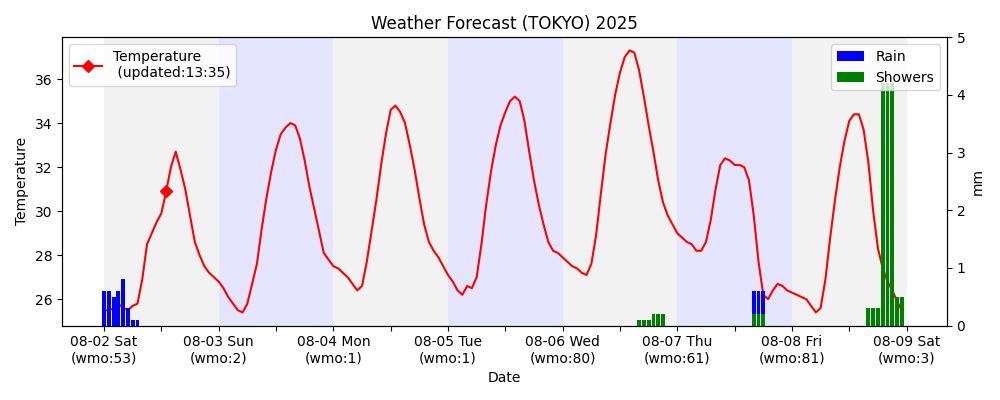 Weather Forecast (TOKYO) 2025
Temperature
(updated:13:35)
Rain
Showers
Temperature
36
34
32
30
28
26
5
4
3
2
1
0
mm
08-02 Sat
(wmo:53)
08-03 Sun
(wmo:2)
08-04 Mon
(wmo:1)
08-05 Tue
(wmo:1)
08-06 Wed
(wmo:80)
08-07 Thu
(wmo:61)
08-08 Fri
(wmo:81)
08-09 Sat
(wmo:3)
Date